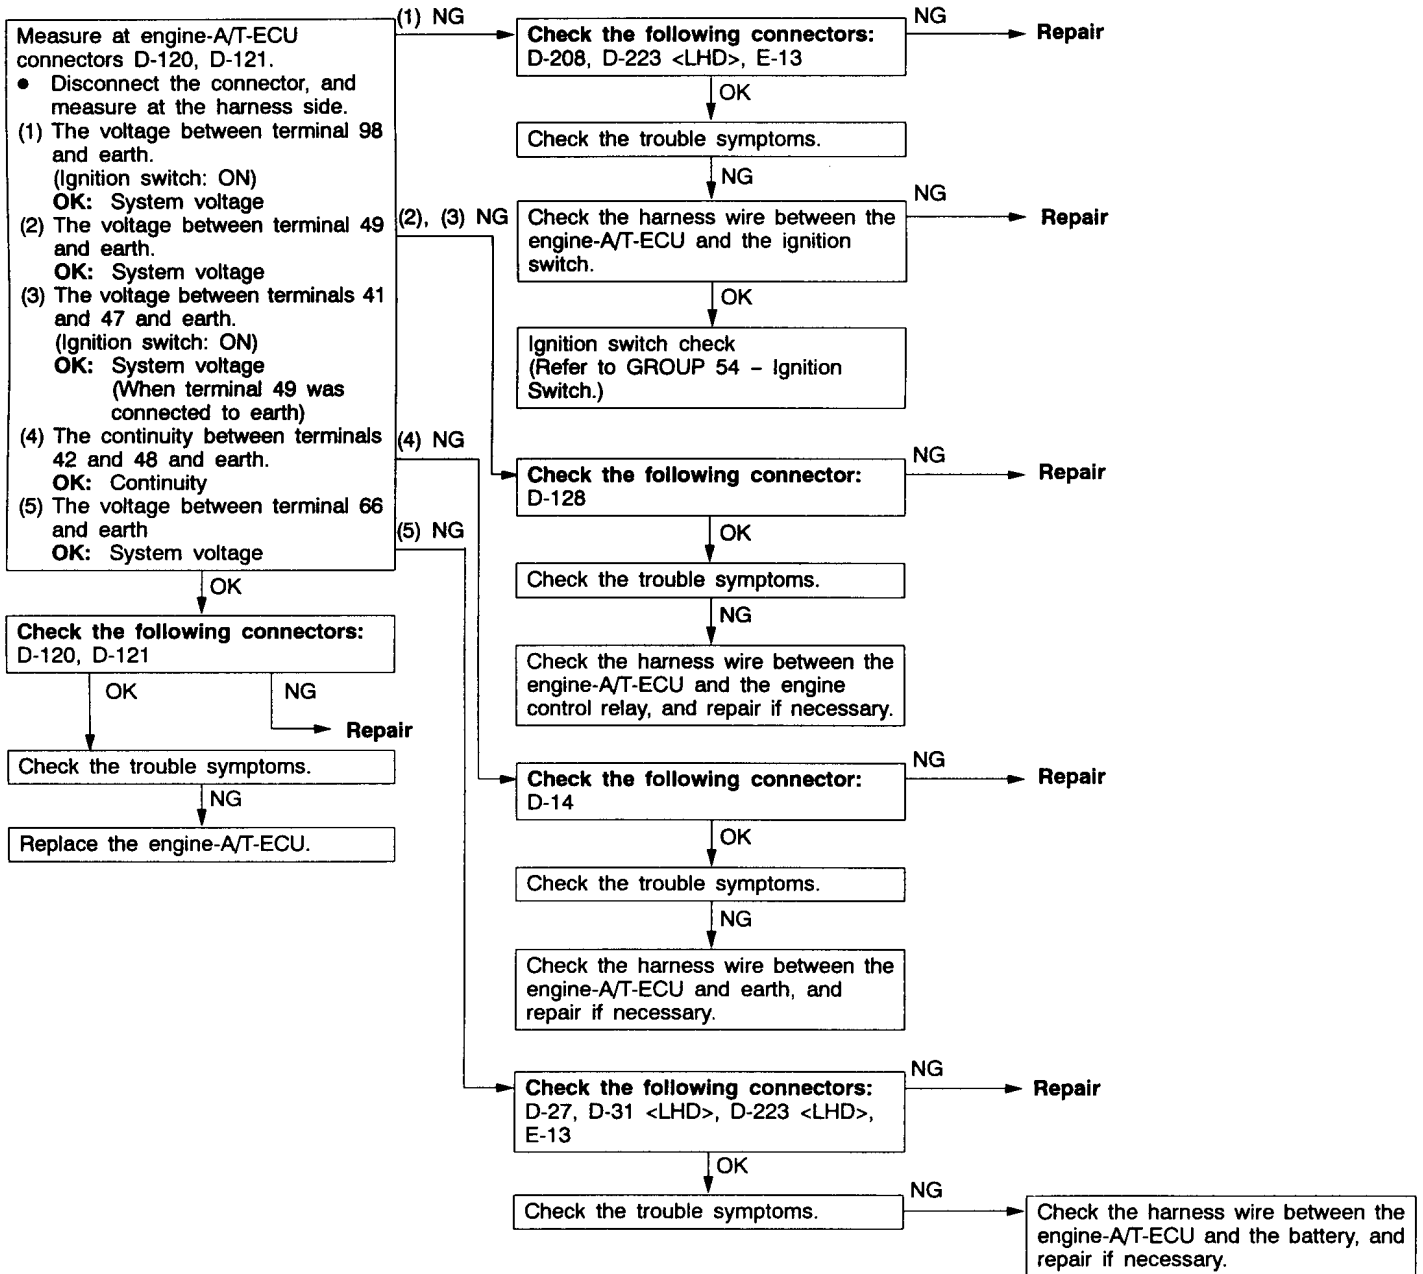 Measure at engine-A/T-ECU
connectors D-120, D-121.
● Disconnect the connector, and
measure at the harness side.
(1) The voltage between terminal 98
and earth.
(Ignition switch: ON)
OK: System voltage
(2) The voltage between terminal 49
and earth.
OK: System voltage
(3) The voltage between terminals 41
and 47 and earth.
(Ignition switch: ON)
OK: System voltage
(When terminal 49 was
connected to earth)
(4) The continuity between terminals
42 and 48 and earth.
OK: Continuity
(5) The voltage between terminal 66
and earth
OK: System voltage
OK
Check the following connectors:
D-120, D-121
OK
NG
Repair
Check the trouble symptoms.
NG
Replace the engine-A/T-ECU.
(1) NG
Check the following connectors:
D-208, D-223 <LHD>, E-13
NG
Repair
OK
Check the trouble symptoms.
NG
Check the harness wire between the
engine-A/T-ECU and the ignition
switch.
NG
Repair
OK
Ignition switch check
(Refer to GROUP 54 – Ignition
Switch.)
(2), (3) NG
Check the following connector:
D-128
NG
Repair
OK
Check the trouble symptoms.
NG
Check the harness wire between the
engine-A/T-ECU and the engine
control relay, and repair if necessary.
(4) NG
Check the following connector:
D-14
NG
Repair
OK
Check the trouble symptoms.
NG
Check the harness wire between the
engine-A/T-ECU and earth, and
repair if necessary.
(5) NG
Check the following connectors:
D-27, D-31 <LHD>, D-223 <LHD>,
E-13
NG
Repair
OK
Check the trouble symptoms.
NG
Check the harness wire between the
engine-A/T-ECU and the battery, and
repair if necessary.